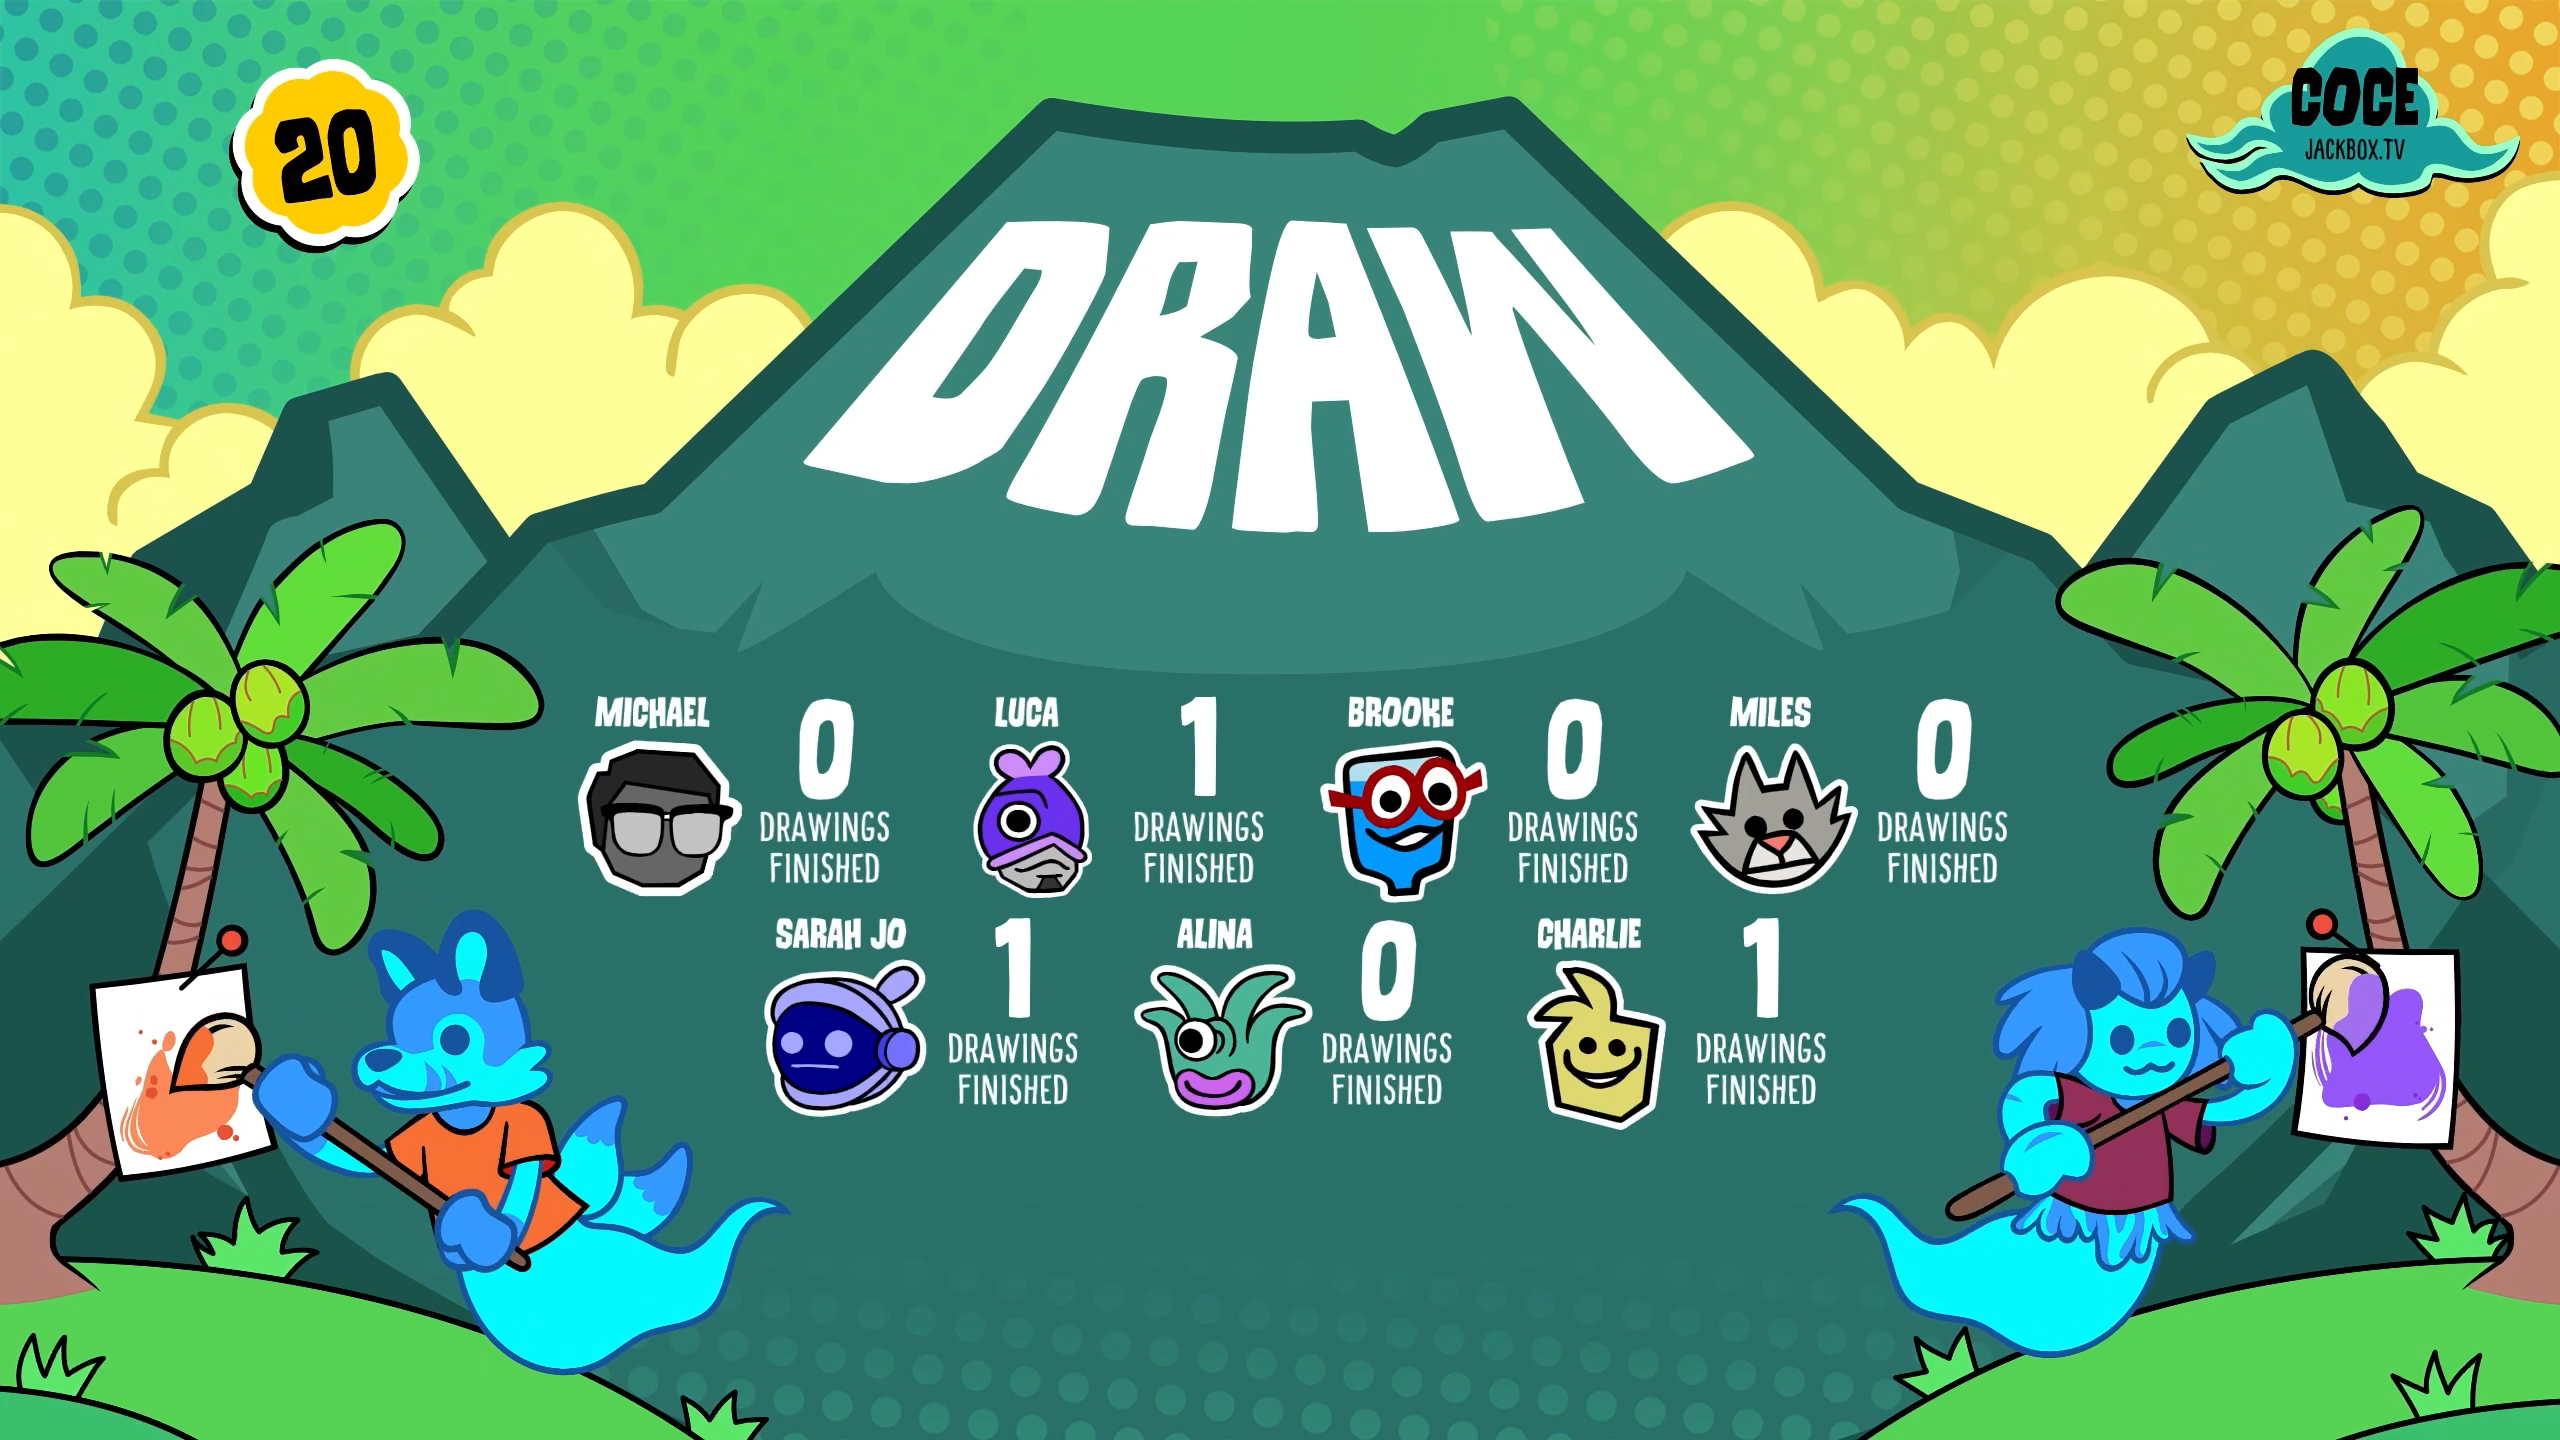 20
COCE
JACKBOX.TV
DRAW
MICHAEL
0
DRAWINGS
FINISHED
LUCA
1
DRAWINGS
FINISHED
BROOKE
0
DRAWINGS
FINISHED
MILES
0
DRAWINGS
FINISHED
SARAH JO
1
DRAWINGS
FINISHED
ALINA
0
DRAWINGS
FINISHED
CHARLIE
1
DRAWINGS
FINISHED